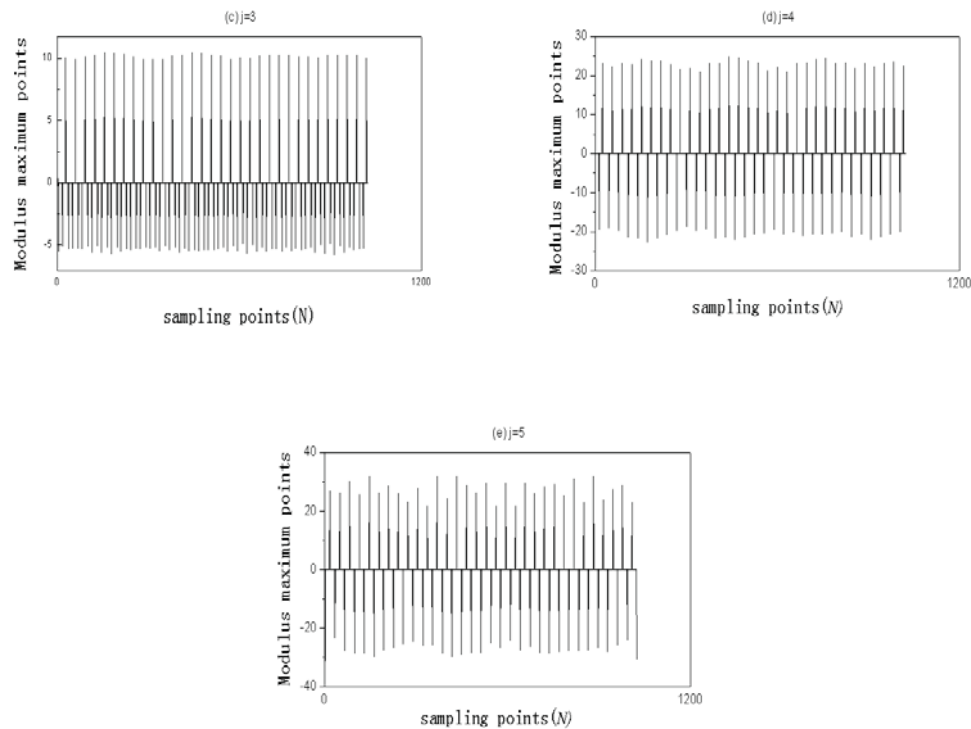 (c)j=3
Modulus maximum points
10
5
0
-5
0
1200
sampling points(N)
(d)j=4
Modulus maximum points
30
20
10
0
-10
-20
-30
0
1200
sampling points(N)
(e)j=5
Modulus maximum points
40
20
0
-20
-40
0
1200
sampling points(N)